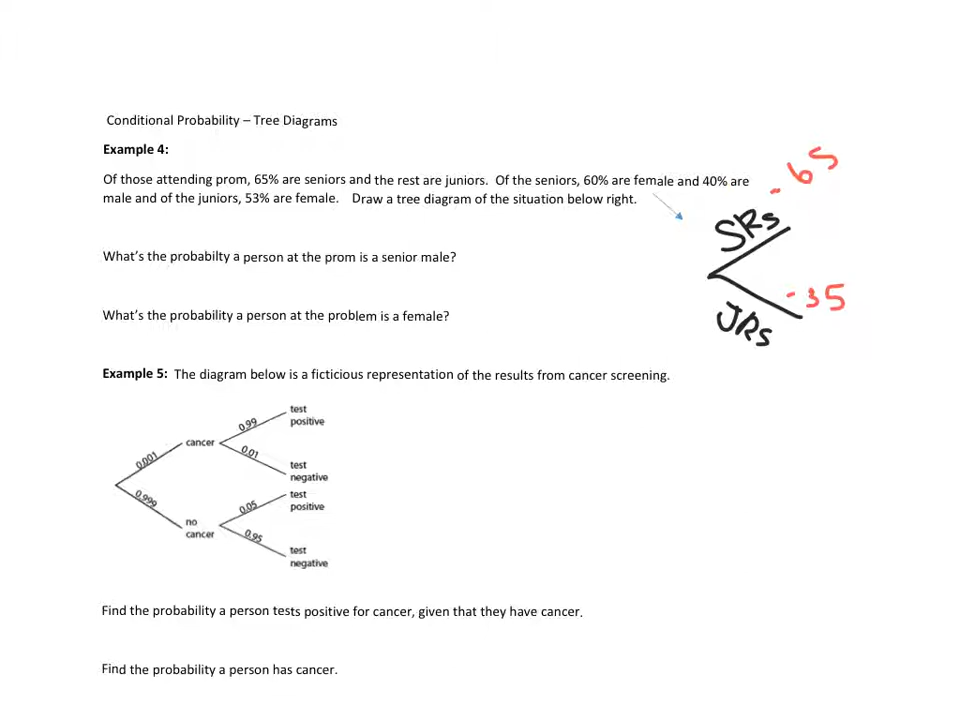 Conditional Probability – Tree Diagrams
Example 4:
Of those attending prom, 65% are seniors and the rest are juniors. Of the seniors, 60% are female and 40% are
male and of the juniors, 53% are female. Draw a tree diagram of the situation below right.
.65
SRs
What's the probabilty a person at the prom is a senior male?
.35
JRs
What's the probability a person at the problem is a female?
Example 5: The diagram below is a ficticious representation of the results from cancer screening.
0.001
cancer
0.99
test
positive
0.01
test
negative
0.999
no
cancer
0.05
test
positive
0.95
test
negative
Find the probability a person tests positive for cancer, given that they have cancer.
Find the probability a person has cancer.